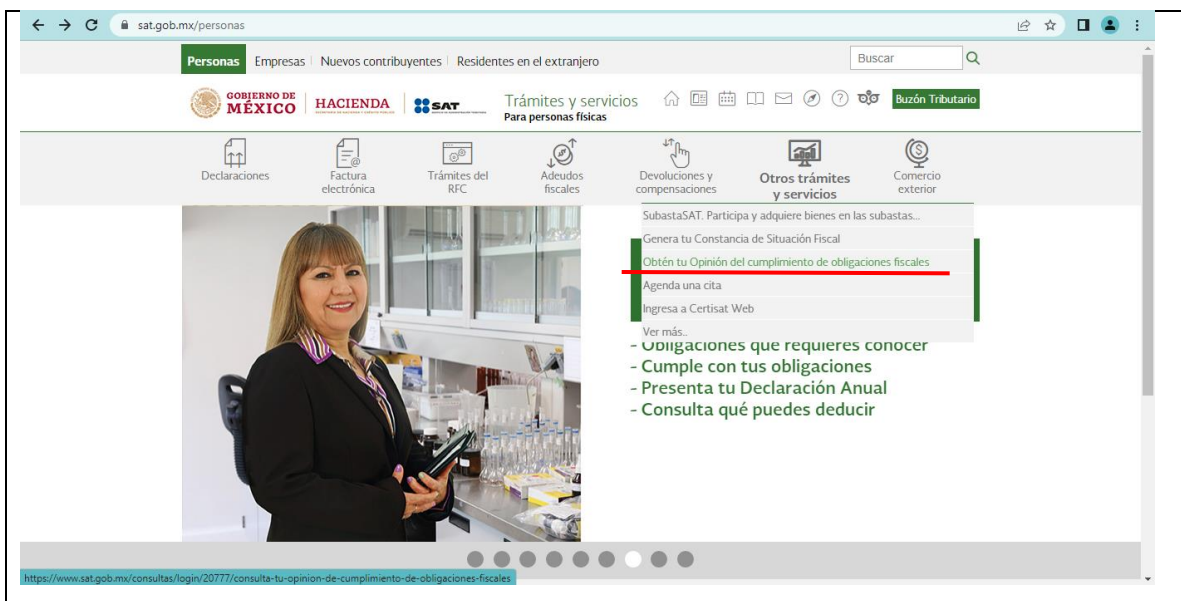 sat.gob.mx/personas
Personas Empresas Nuevos contribuyentes Residentes en el extranjero Buscar
GOBIERNO DE MÉXICO HACIENDA SAT Trámites y servicios Buzón Tributario
Para personas físicas
Declaraciones
Factura electrónica
Trámites del RFC
Adeudos fiscales
Devoluciones y compensaciones
Otros trámites y servicios
Comercio exterior
SubastaSAT. Participa y adquiere bienes en las subastas...
Genera tu Constancia de Situación Fiscal
Obtén tu Opinión del cumplimiento de obligaciones fiscales
Agenda una cita
Ingresa a Certisat Web
Ver más..
- Obligaciones que requieres conocer
- Cumple con tus obligaciones
- Presenta tu Declaración Anual
- Consulta qué puedes deducir
https://www.sat.gob.mx/consultas/login/20777/consulta-tu-opinion-de-cumplimiento-de-obligaciones-fiscales